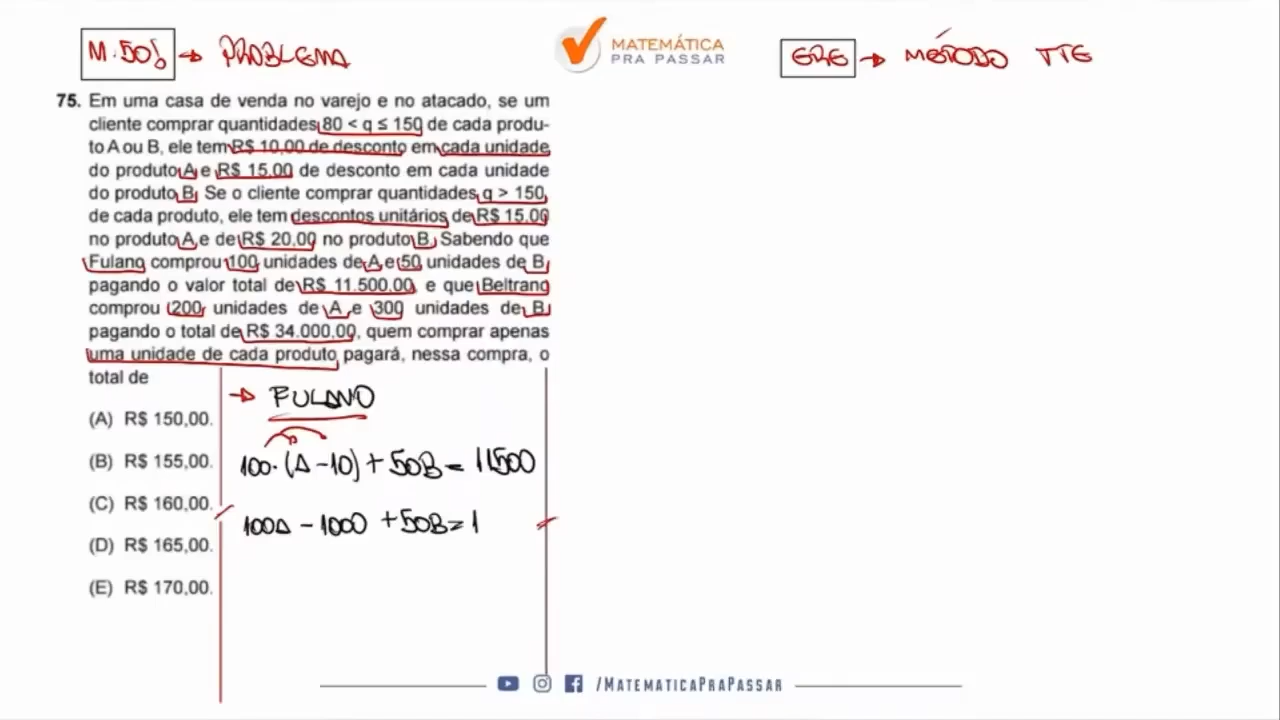 M.50% → PROBLEMA
MATEMÁTICA
PRA PASSAR
→ MÉTODO TTE
75. Em uma casa de venda no varejo e no atacado, se um
cliente comprar quantidades 80 < q ≤ 150 de cada produ-
to A ou B, ele tem R$ 10,00 de desconto em cada unidade
do produto A e R$ 15,00 de desconto em cada unidade
do produto B. Se o cliente comprar quantidades q > 150,
de cada produto, ele tem descontos unitários de R$ 15,00
no produto A e de R$ 20,00 no produto B. Sabendo que
Fulano comprou 100 unidades de A e 50 unidades de B,
pagando o valor total de R$ 11.500,00, e que Beltrano
comprou 200 unidades de A e 300 unidades de B,
pagando o total de R$ 34.000,00, quem comprar apenas
uma unidade de cada produto pagará, nessa compra, o
total de
(A) R$ 150,00.
(B) R$ 155,00.
(C) R$ 160,00.
(D) R$ 165,00.
(E) R$ 170,00.
→ FULANO
100·(A-10)+50B=11500
100A-1000+50B=1
/MATEMATICAPRAPASSAR